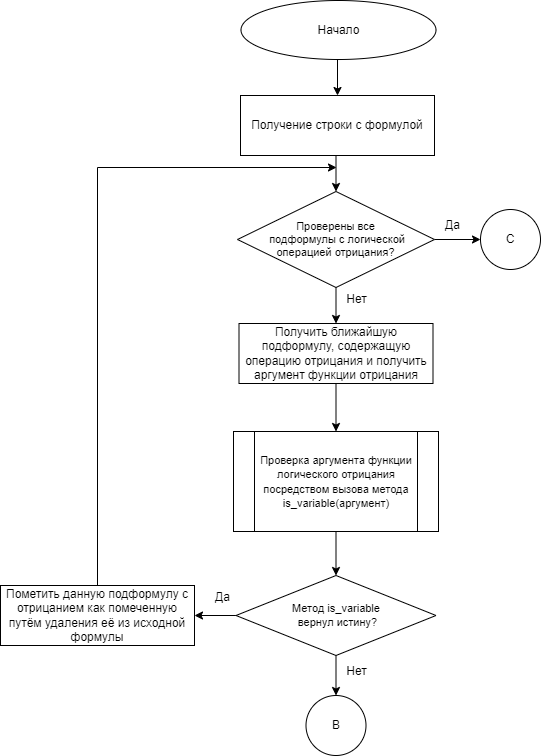 Начало
Получение строки с формулой
Проверены все
подформулы с логической
операцией отрицания?
Да
С
Нет
Получить ближайшую
подформулу, содержащую
операцию отрицания и получить
аргумент функции отрицания
Проверка аргумента функции
логического отрицания
посредством вызова метода
is_variable(аргумент)
Пометить данную подформулу с
отрицанием как помеченную
путём удаления её из исходной
формулы
Да
Метод is_variable
вернул истину?
Нет
В